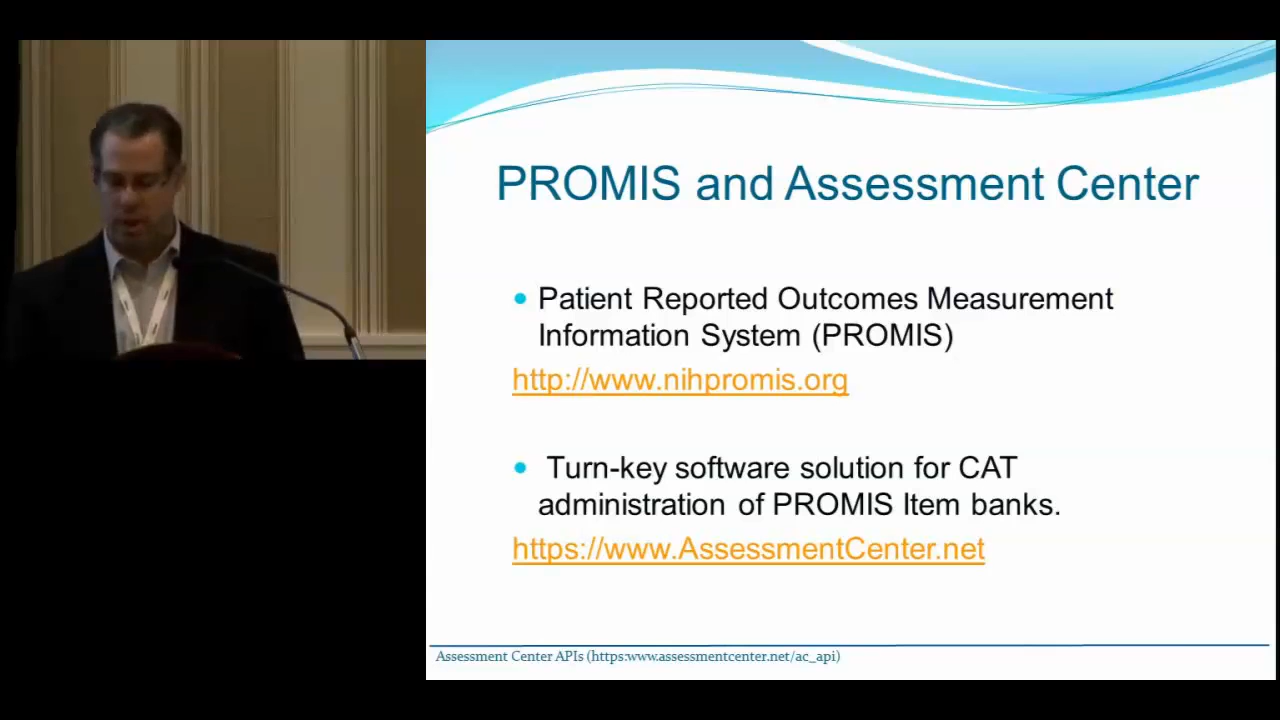 PROMIS and Assessment Center
• Patient Reported Outcomes Measurement
Information System (PROMIS)
http://www.nihpromis.org
• Turn-key software solution for CAT
administration of PROMIS Item banks.
https://www.AssessmentCenter.net
Assessment Center APIs (https:www.assessmentcenter.net/ac_api)